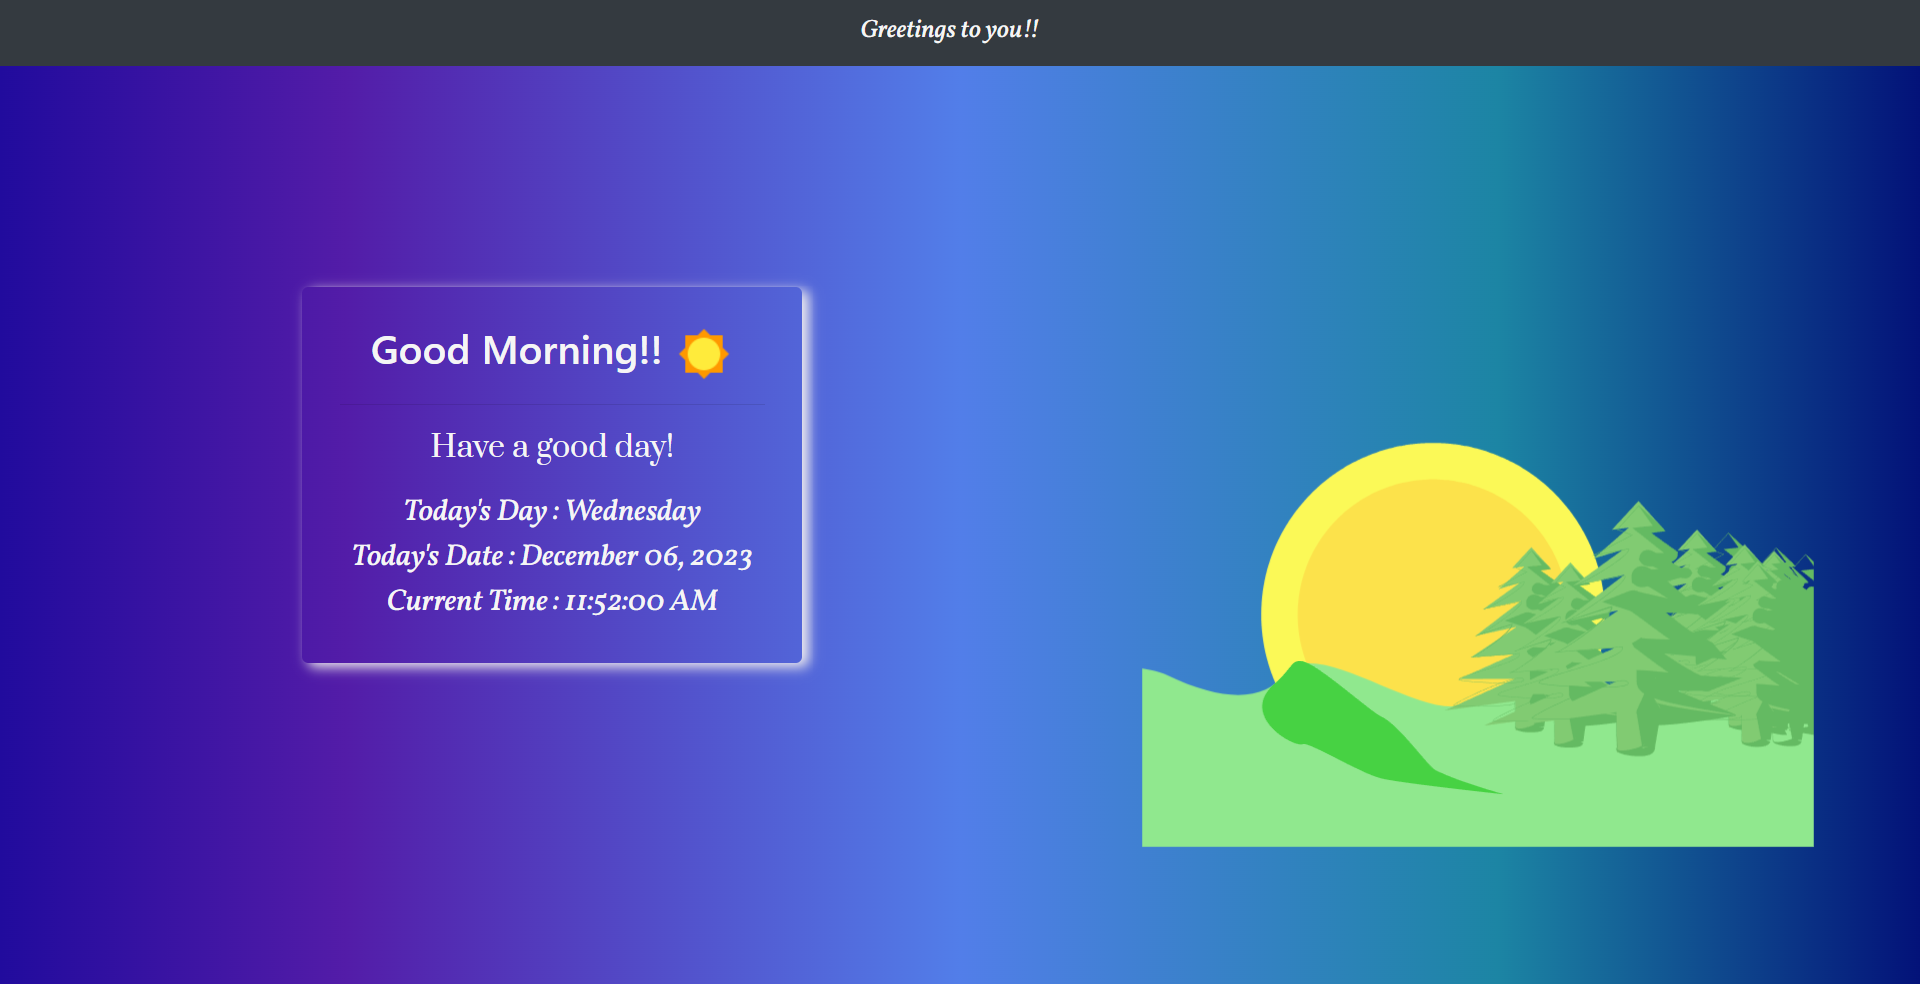 Greetings to you!!
Good Morning!!
Have a good day!
Today's Day : Wednesday
Today's Date : December 06, 2023
Current Time : 11:52:00 AM